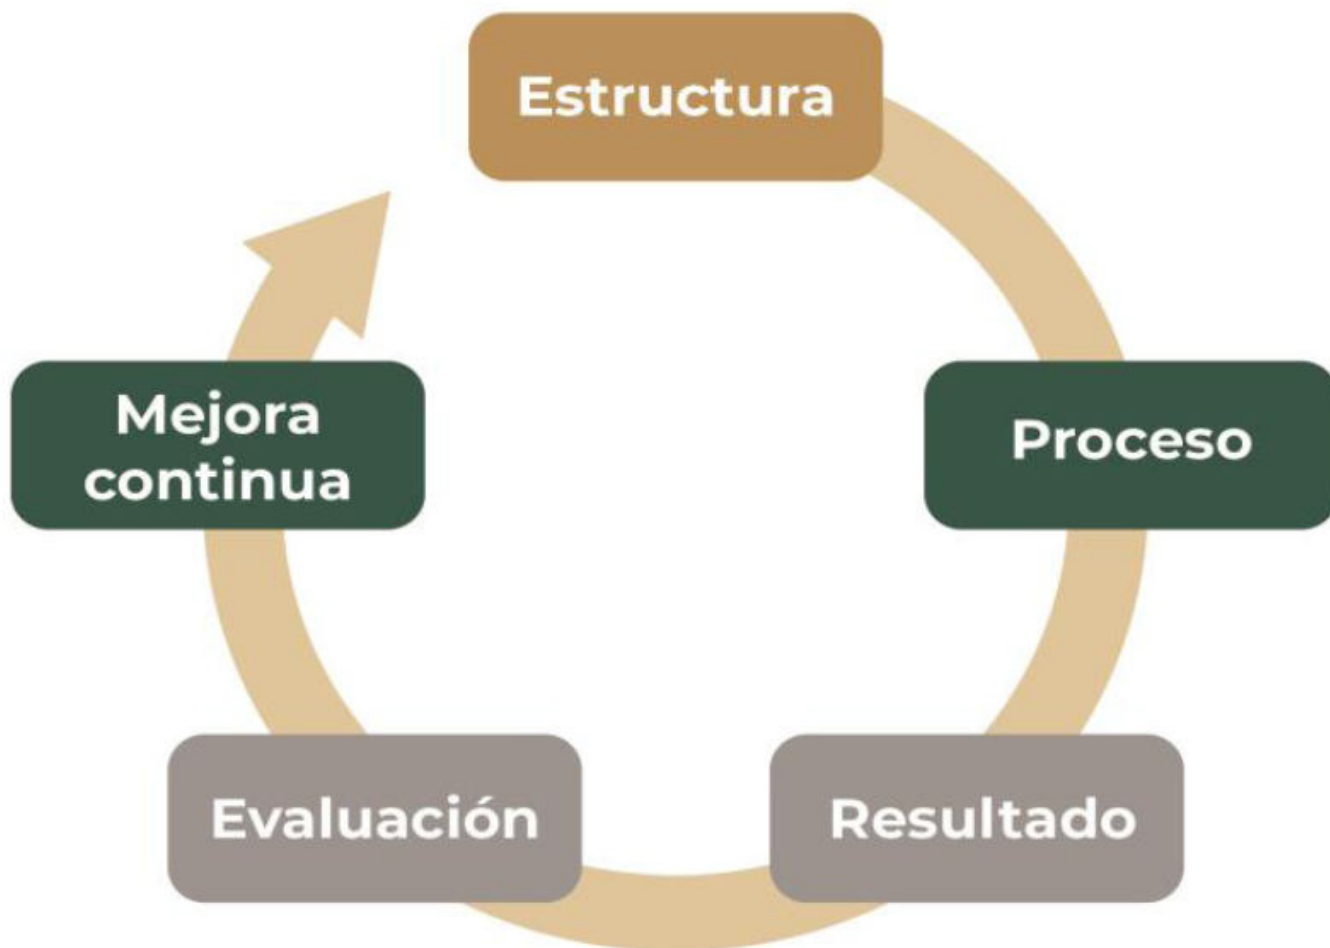 Estructura
Proceso
Resultado
Evaluación
Mejora
continua